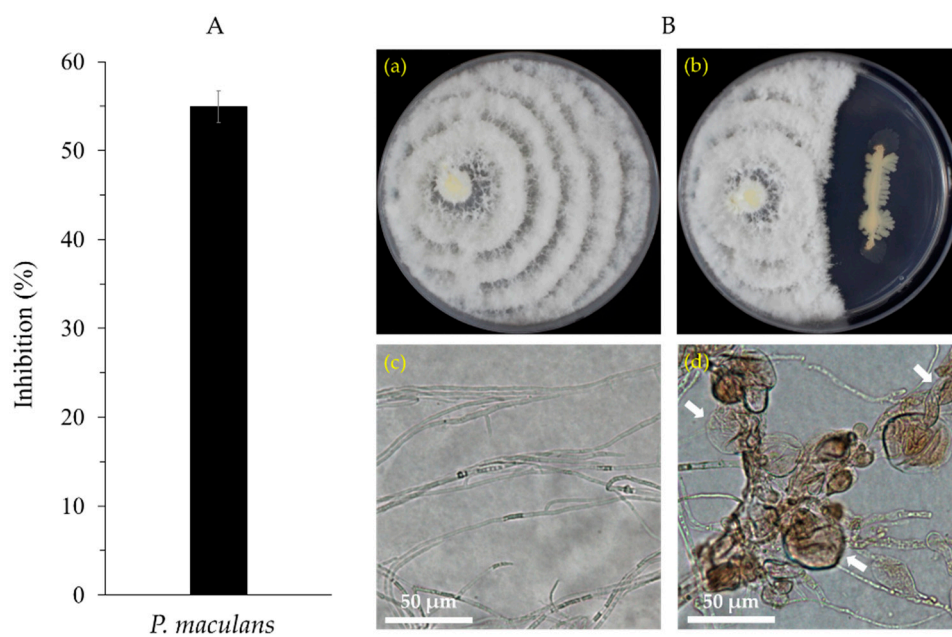 A
B
60
50
40
30
20
10
0
Inhibition (%)
P. maculans
(a)
(b)
(c)
50 µm
(d)
50 µm